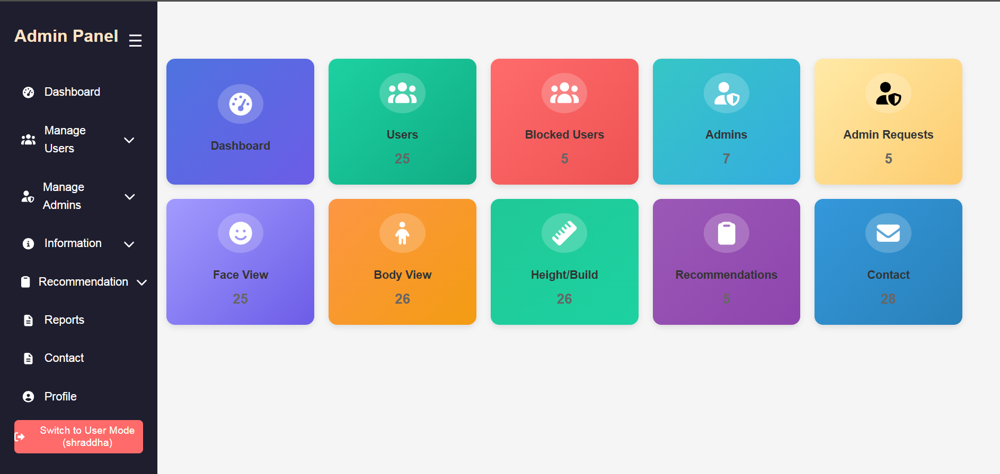 Admin Panel
Dashboard
Manage
Users
Manage
Admins
Information
Recommendation
Reports
Contact
Profile
Switch to User Mode
(shraddha)
Dashboard
Users
25
Blocked Users
5
Admins
7
Admin Requests
5
Face View
25
Body View
26
Height/Build
26
Recommendations
5
Contact
28